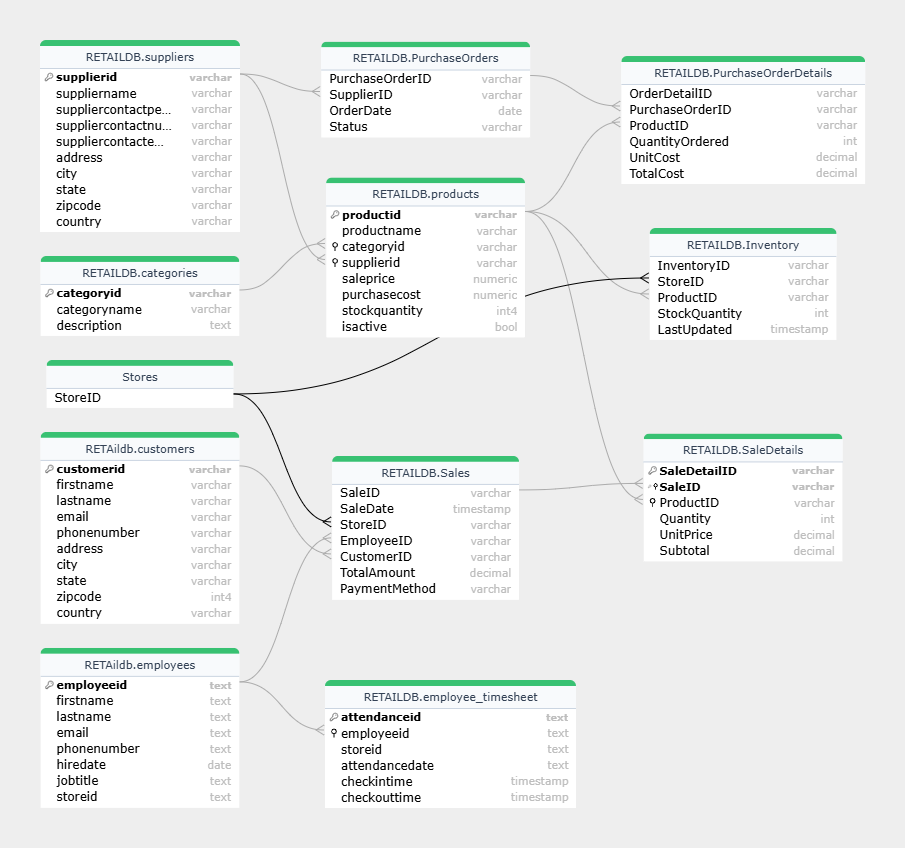 RETAILDB.suppliers
supplierid varchar
suppliername varchar
suppliercontactpe... varchar
suppliercontactnu... varchar
suppliercontacte... varchar
address varchar
city varchar
state varchar
zipcode varchar
country varchar
RETAILDB.PurchaseOrders
PurchaseOrderID varchar
SupplierID varchar
OrderDate date
Status varchar
RETAILDB.PurchaseOrderDetails
OrderDetailID varchar
PurchaseOrderID varchar
ProductID varchar
QuantityOrdered int
UnitCost decimal
TotalCost decimal
RETAILDB.products
productid varchar
productname varchar
categoryid varchar
supplierid varchar
saleprice numeric
purchasecost numeric
stockquantity int4
isactive bool
RETAILDB.categories
categoryid varchar
categoryname varchar
description text
RETAILDB.Inventory
InventoryID varchar
StoreID varchar
ProductID varchar
StockQuantity int
LastUpdated timestamp
Stores
StoreID
RETAildb.customers
customerid varchar
firstname varchar
lastname varchar
email varchar
phonenumber varchar
address varchar
city varchar
state varchar
zipcode int4
country varchar
RETAILDB.Sales
SaleID varchar
SaleDate timestamp
StoreID varchar
EmployeeID varchar
CustomerID varchar
TotalAmount decimal
PaymentMethod varchar
RETAILDB.SaleDetails
SaleDetailID varchar
SaleID varchar
ProductID varchar
Quantity int
UnitPrice decimal
Subtotal decimal
RETAildb.employees
employeeid text
firstname text
lastname text
email text
phonenumber text
hiredate date
jobtitle text
storeid text
RETAILDB.employee_timesheet
attendanceid text
employeeid text
storeid text
attendancedate text
checkintime timestamp
checkouttime timestamp